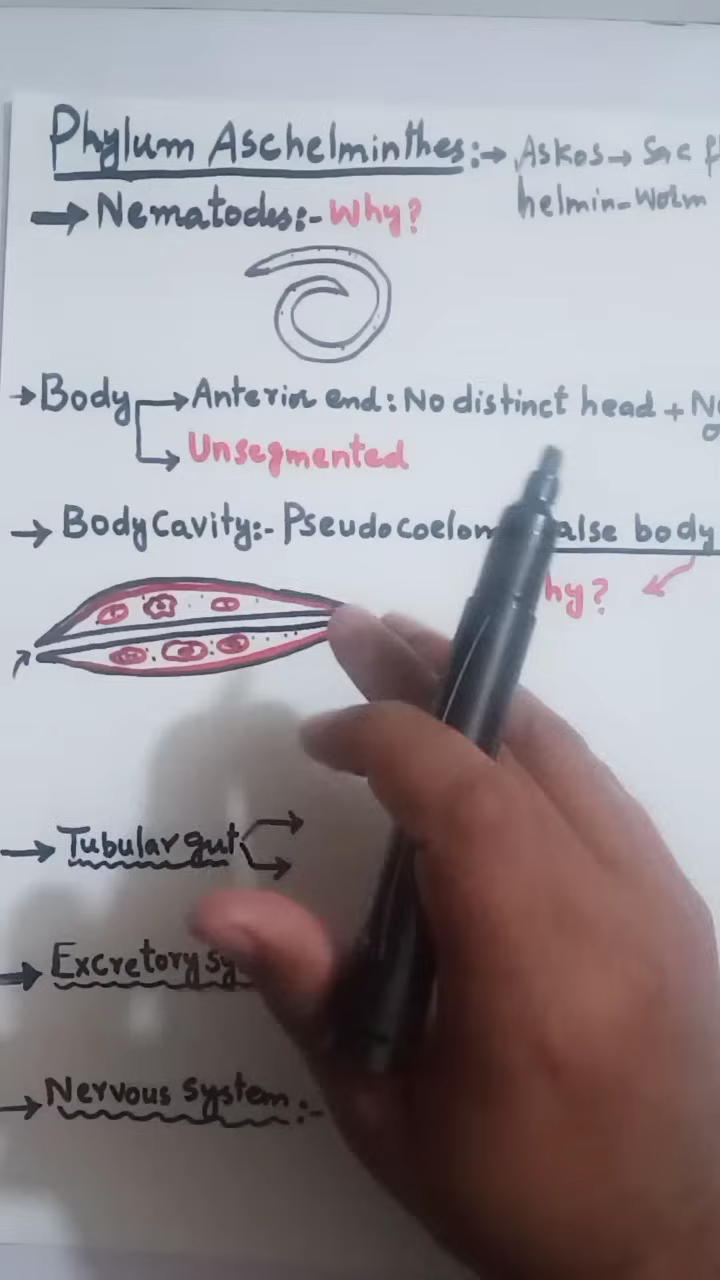 Phylum Aschelminthes:→ Askos→ Sac
helmin-Worm
→ Nematodes:- Why?
→ Body → Anterior end: No distinct head +
→ Unsegmented
→ Body Cavity:- Pseudocoelom alse body
hy?
→ Tubular gut
→ Excretory sy
→ Nervous system:-